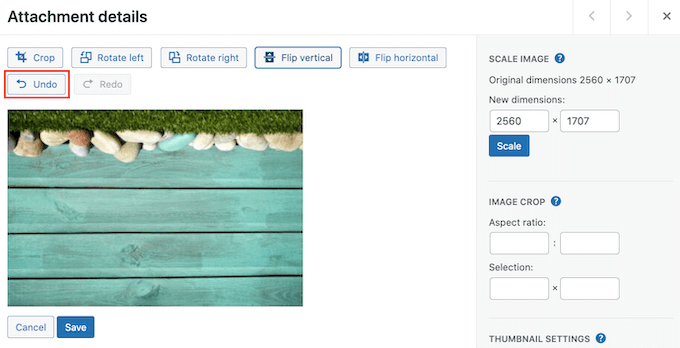 Attachment details
Crop Rotate left Rotate right Flip vertical Flip horizontal
Undo Redo
Cancel Save
SCALE IMAGE ?
Original dimensions 2560 × 1707
New dimensions:
2560 × 1707
Scale
IMAGE CROP ?
Aspect ratio:
:
Selection:
×
THUMBNAIL SETTINGS ?